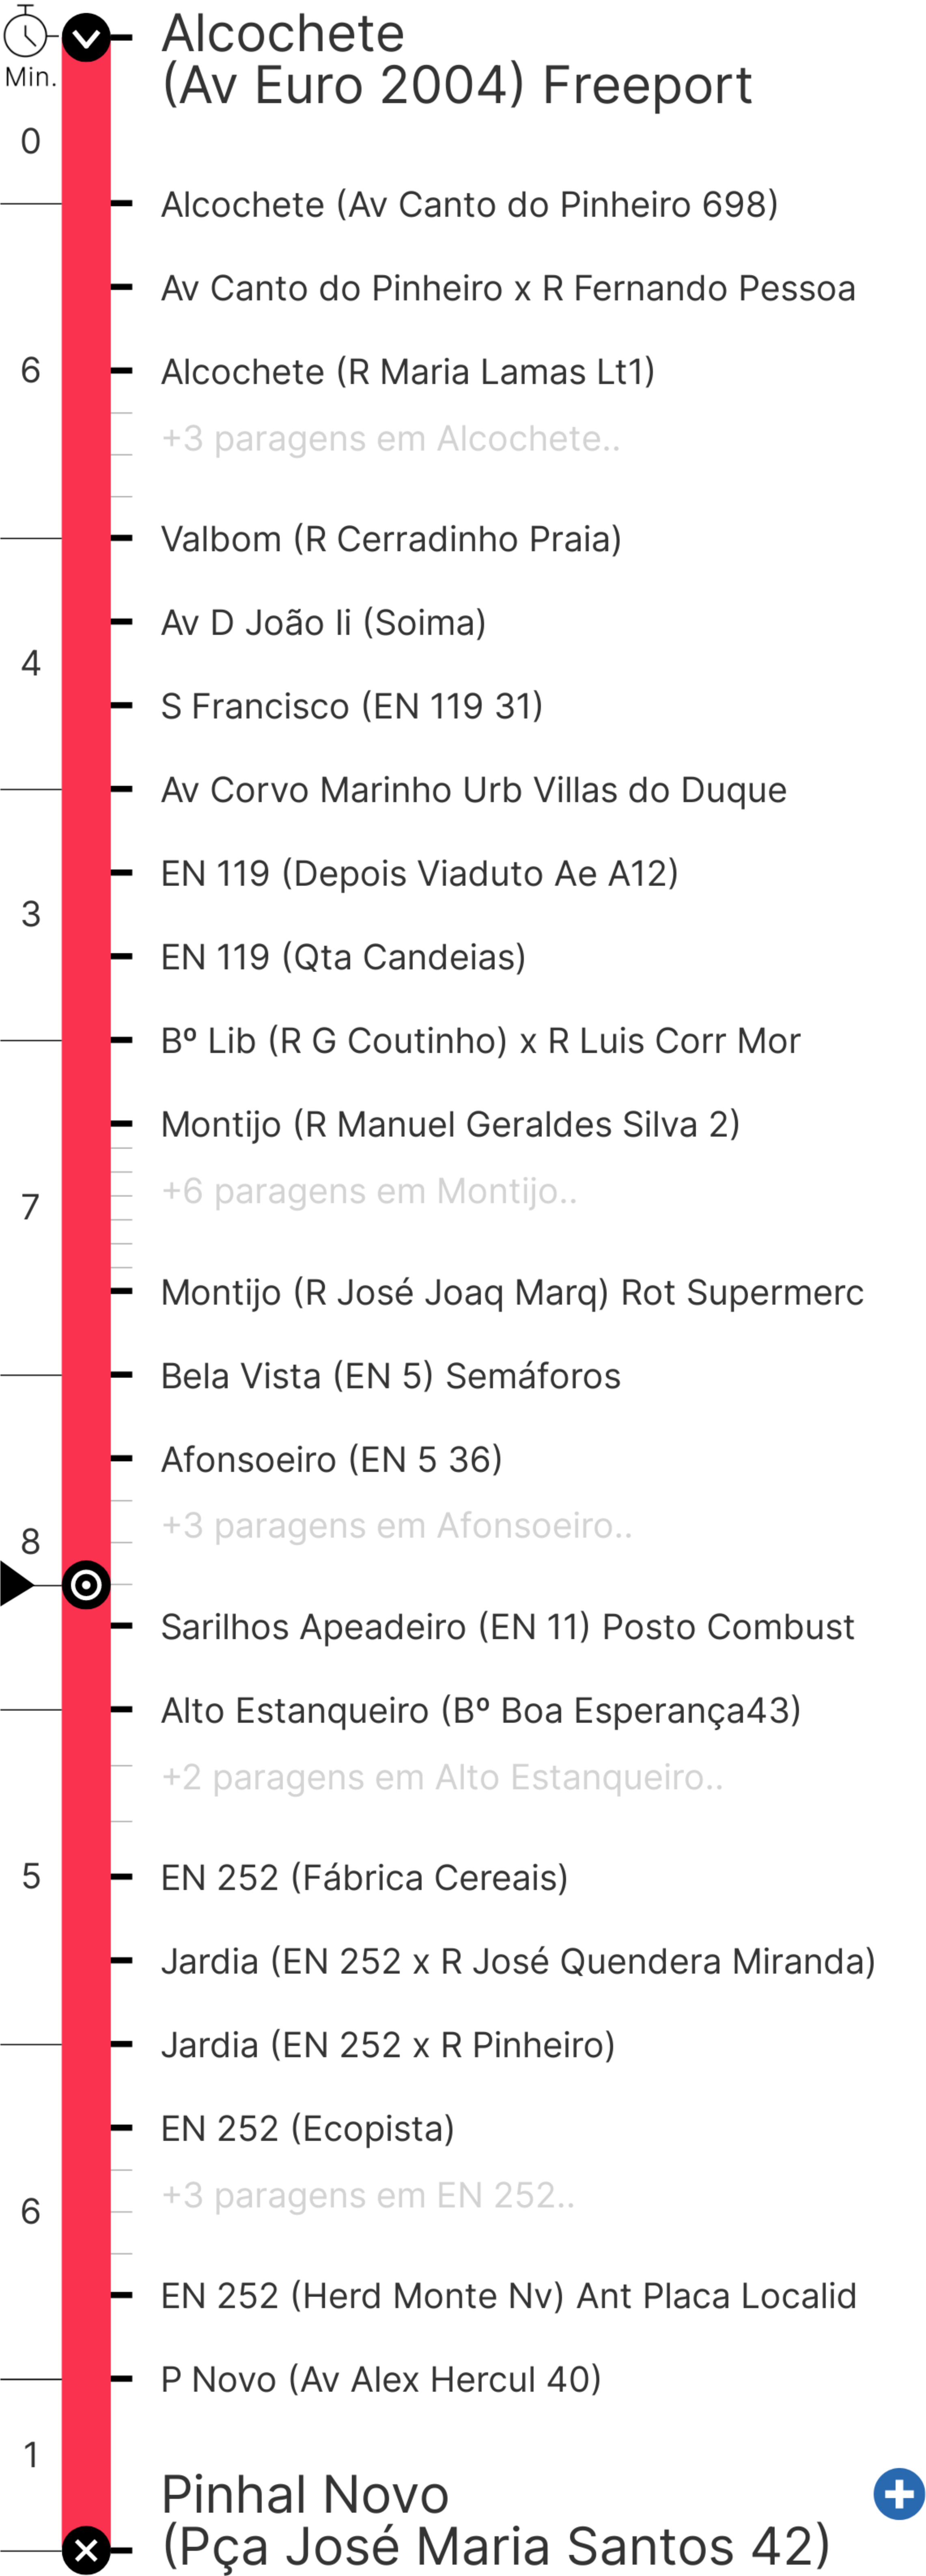 Alcochete
(Av Euro 2004) Freeport
Min.
0
Alcochete (Av Canto do Pinheiro 698)
Av Canto do Pinheiro x R Fernando Pessoa
6
Alcochete (R Maria Lamas Lt1)
+3 paragens em Alcochete..
Valbom (R Cerradinho Praia)
Av D João Ii (Soima)
4
S Francisco (EN 119 31)
Av Corvo Marinho Urb Villas do Duque
EN 119 (Depois Viaduto Ae A12)
3
EN 119 (Qta Candeias)
Bº Lib (R G Coutinho) x R Luis Corr Mor
Montijo (R Manuel Geraldes Silva 2)
+6 paragens em Montijo..
7
Montijo (R José Joaq Marq) Rot Supermerc
Bela Vista (EN 5) Semáforos
Afonsoeiro (EN 5 36)
+3 paragens em Afonsoeiro..
8
Sarilhos Apeadeiro (EN 11) Posto Combust
Alto Estanqueiro (Bº Boa Esperança43)
+2 paragens em Alto Estanqueiro..
5
EN 252 (Fábrica Cereais)
Jardia (EN 252 x R José Quendera Miranda)
Jardia (EN 252 x R Pinheiro)
EN 252 (Ecopista)
+3 paragens em EN 252..
6
EN 252 (Herd Monte Nv) Ant Placa Localid
P Novo (Av Alex Hercul 40)
1
Pinhal Novo
(Pça José Maria Santos 42)